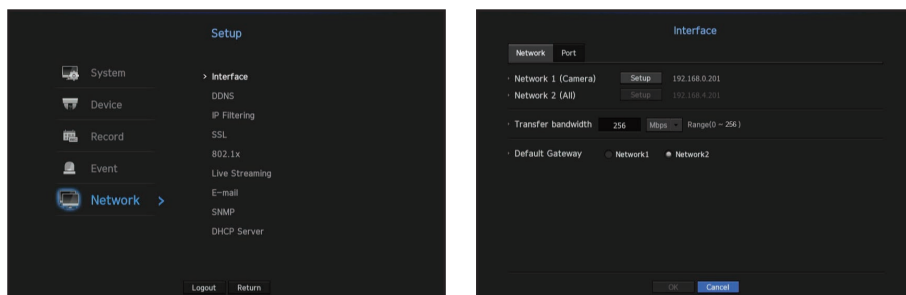 Setup
System
Device
Record
Event
Network >
> Interface
DDNS
IP Filtering
SSL
802.1x
Live Streaming
E-mail
SNMP
DHCP Server
Logout Return
Interface
Network Port
· Network 1 (Camera) Setup 192.168.0.201
· Network 2 (All) Setup 192.168.4.201
· Transfer bandwidth 256 Mbps Range(0 ~ 256 )
· Default Gateway Network1 Network2
OK Cancel